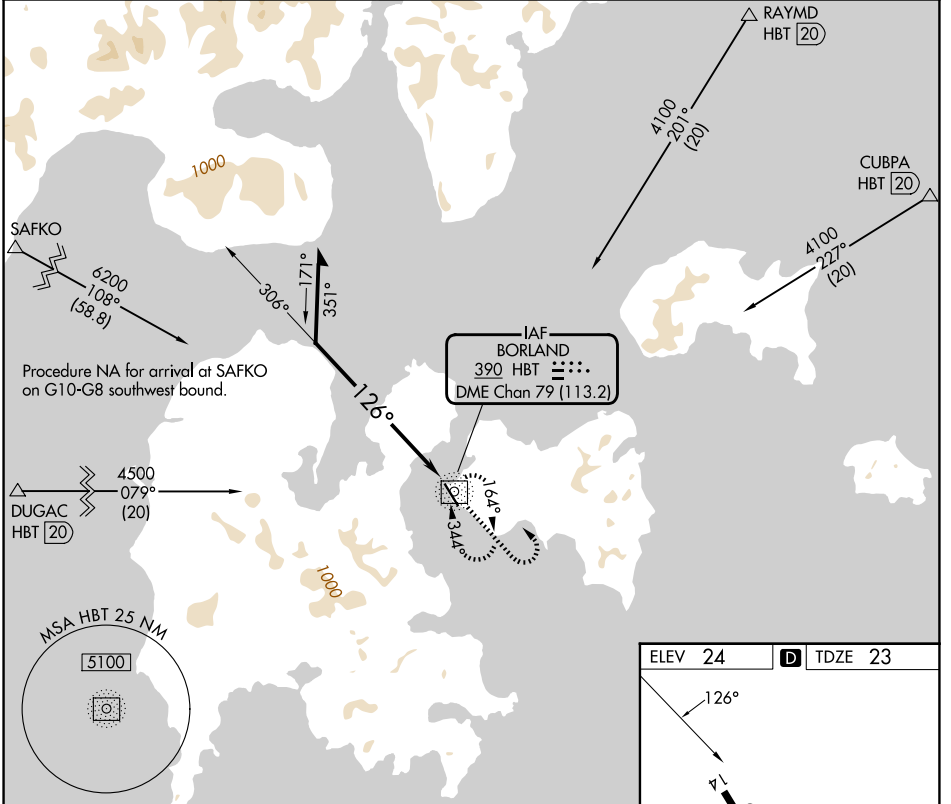 RAYMD
HBT 20
4100
201°
(20)
CUBPA
HBT 20
4100
227°
(20)
1000
SAFKO
6200
108°
(58.8)
306°
171°
351°
Procedure NA for arrival at SAFKO
on G10-G8 southwest bound.
IAF
BORLAND
390 HBT
DME Chan 79 (113.2)
126°
4500
079°
(20)
DUGAC
HBT 20
164°
344°
1000
MSA HBT 25 NM
5100
ELEV 24 D TDZE 23
126°
14